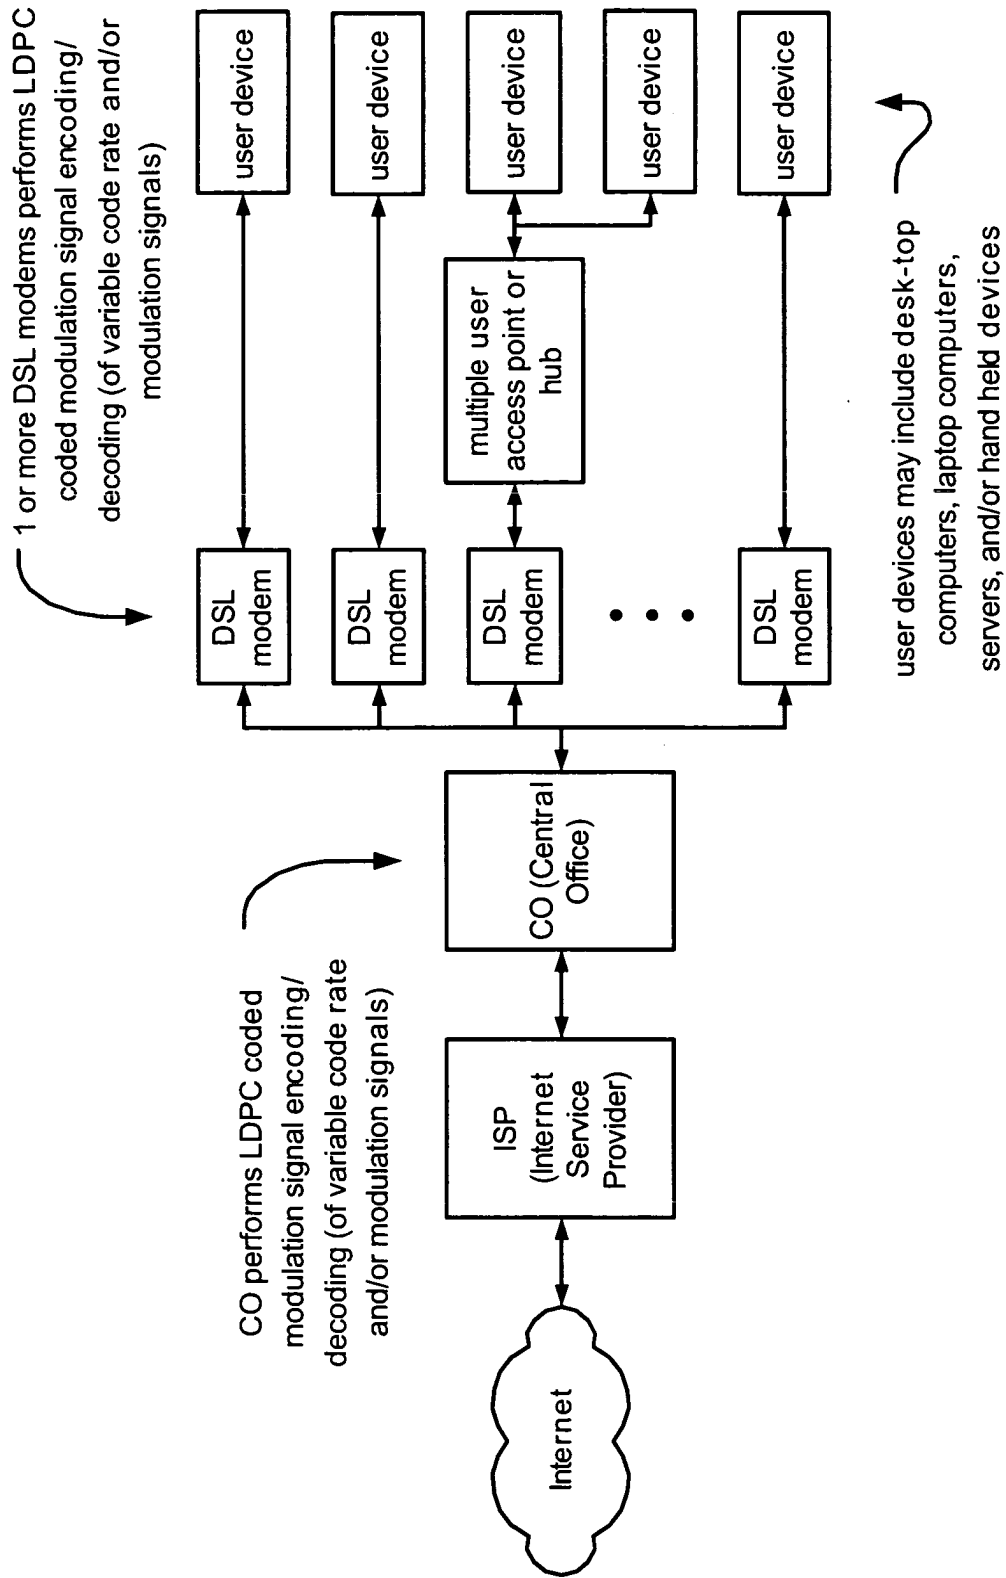 1 or more DSL modems performs LDPC
coded modulation signal encoding/
decoding (of variable code rate and/or
modulation signals)
CO performs LDPC coded
modulation signal encoding/
decoding (of variable code rate
and/or modulation signals)
Internet
ISP
(Internet
Service
Provider)
CO (Central
Office)
DSL
modem
user device
DSL
modem
user device
DSL
modem
multiple user
access point or
hub
user device
user device
DSL
modem
user device
user devices may include desk-top
computers, laptop computers,
servers, and/or hand held devices